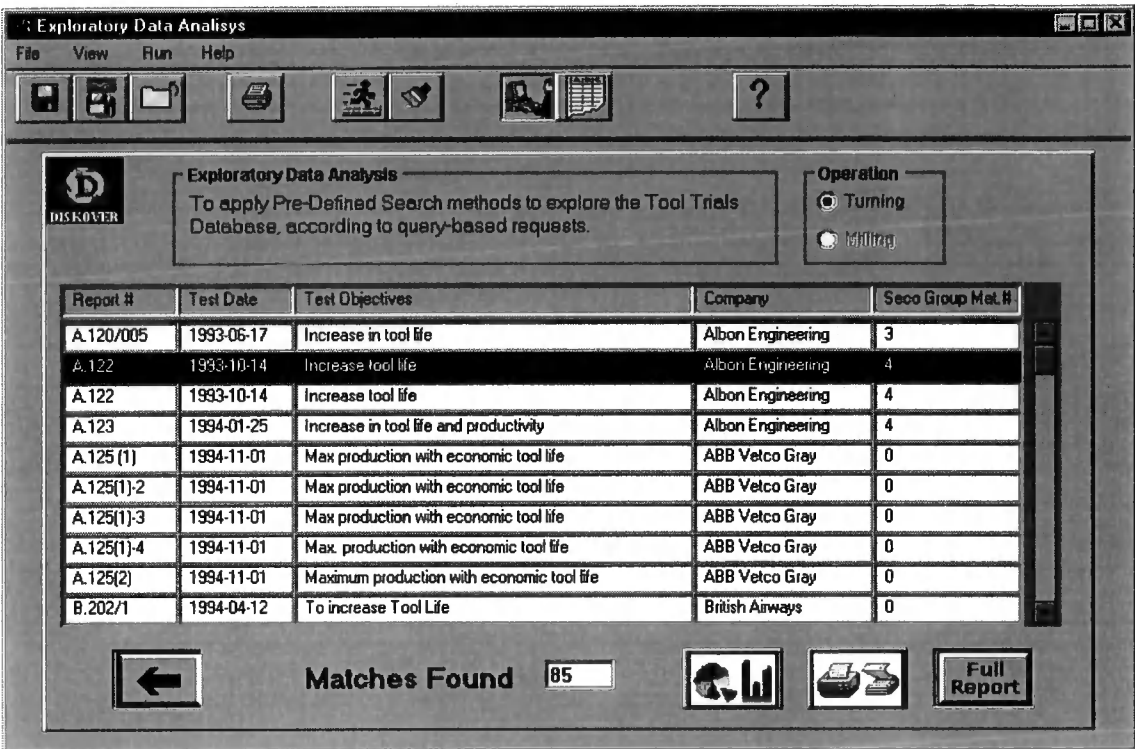 Exploratory Data Analisys
File View Run Help
?
D
DISKOVER
Exploratory Data Analysis
To apply Pre-Defined Search methods to explore the Tool Trials
Database, according to query-based requests.
Operation
Turning
Milling
Report # Test Date Test Objectives Company Seco Group Mat.#
A.120/005 1993-06-17 Increase in tool life Albon Engineering 3
A.122 1993-10-14 Increase tool life Albon Engineering 4
A.122 1993-10-14 Increase tool life Albon Engineering 4
A.123 1994-01-25 Increase in tool life and productivity Albon Engineering 4
A.125 (1) 1994-11-01 Max production with economic tool life ABB Vetco Gray 0
A.125(1)-2 1994-11-01 Max production with economic tool life ABB Vetco Gray 0
A.125(1)-3 1994-11-01 Max production with economic tool life ABB Vetco Gray 0
A.125(1)-4 1994-11-01 Max. production with economic tool life ABB Vetco Gray 0
A.125(2) 1994-11-01 Maximum production with economic tool life ABB Vetco Gray 0
B.202/1 1994-04-12 To increase Tool Life British Airways 0
Matches Found 85
Full
Report